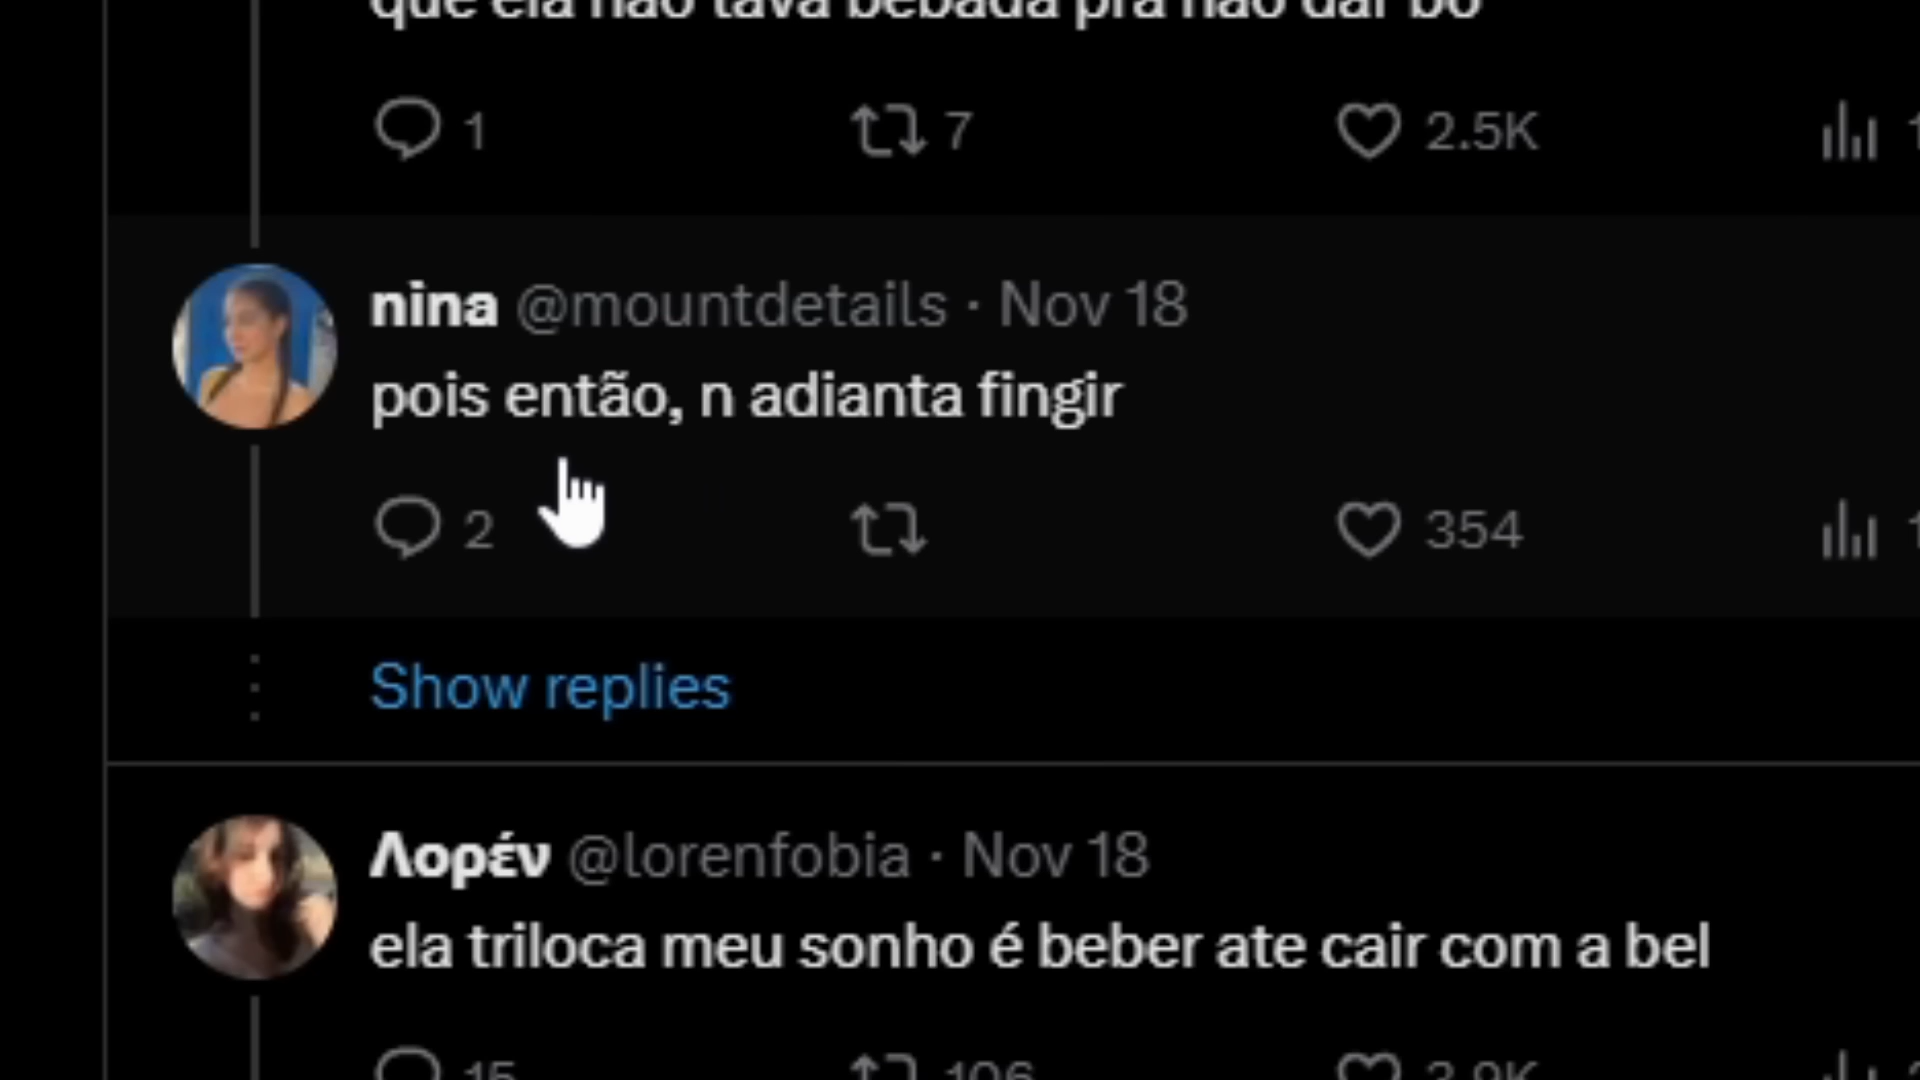 que ela não tava bebada pra não dar bo
1 7 2.5K
nina @mountdetails · Nov 18
pois então, n adianta fingir
2 354
Show replies
Λορέν @lorenfobia · Nov 18
ela triloca meu sonho é beber ate cair com a bel
15 106 3.9K